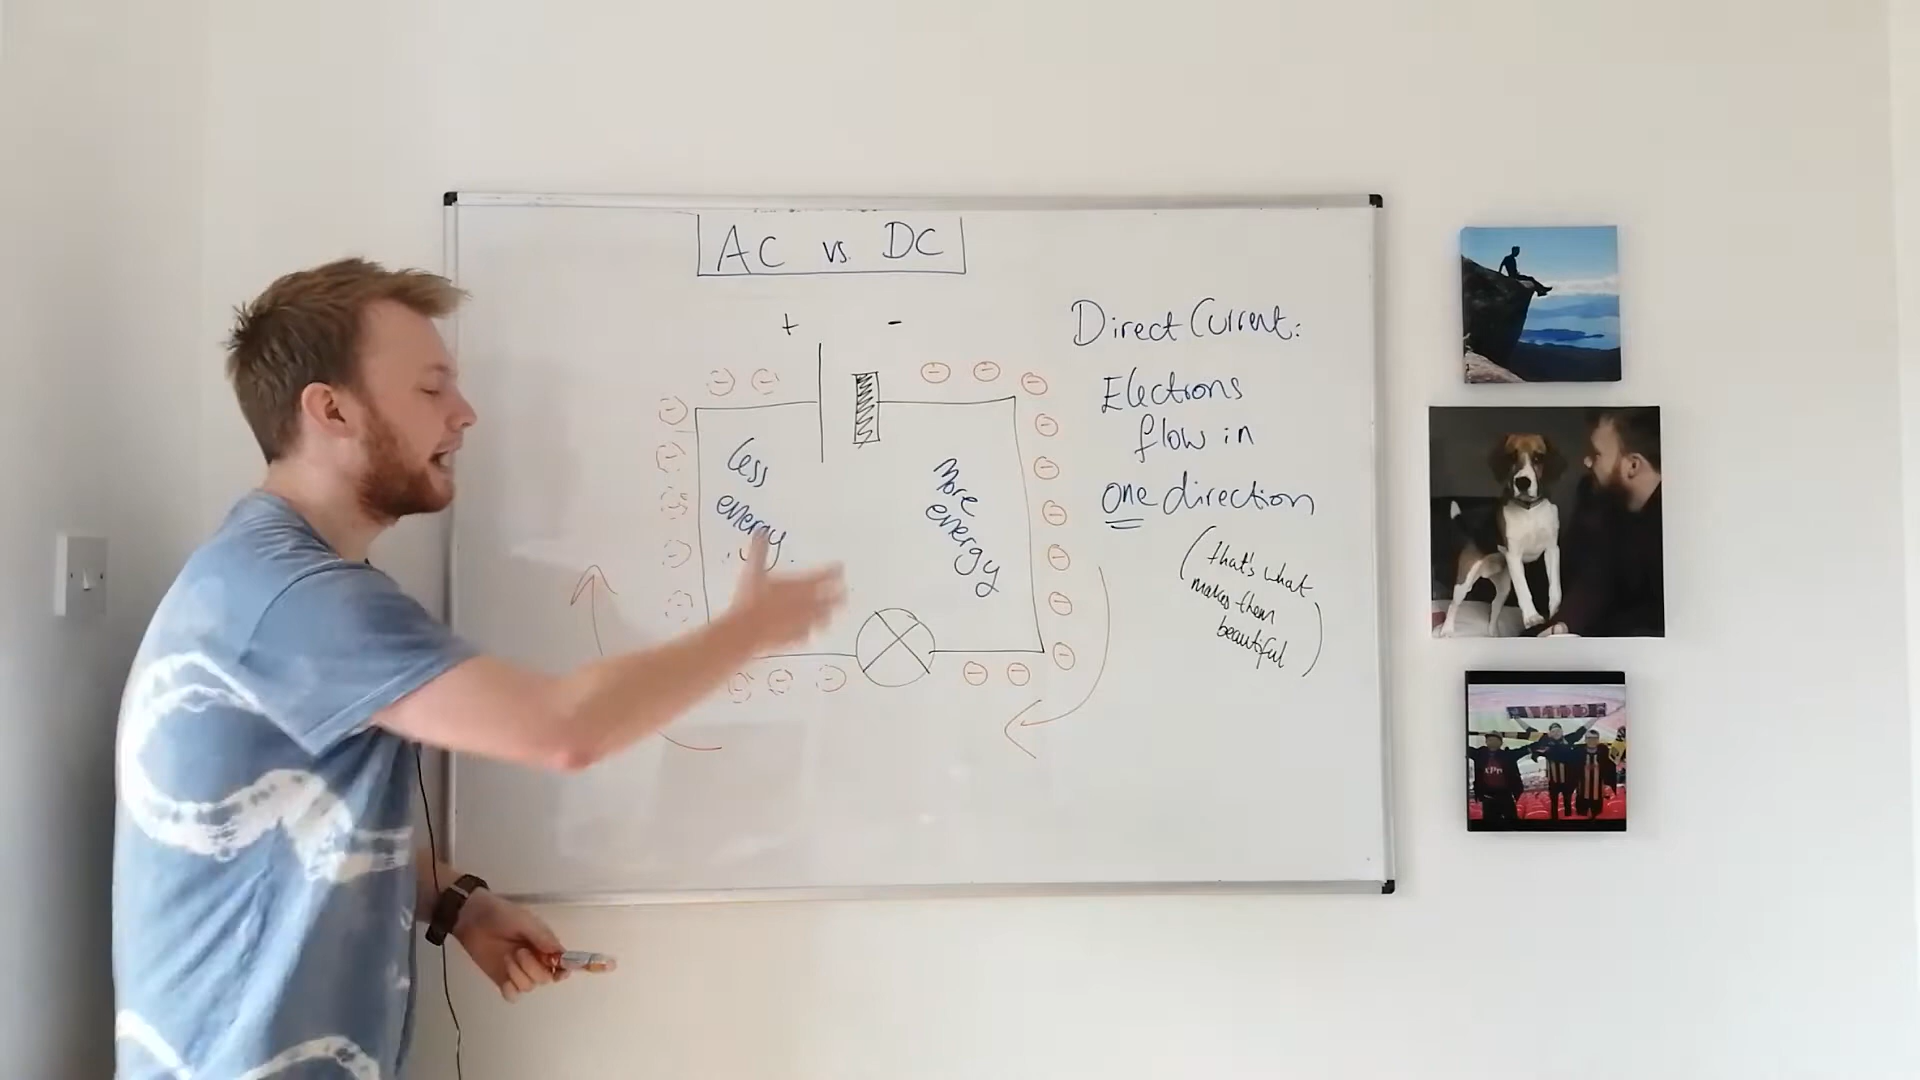 AC vs. DC
+ -
Direct Current:
Electrons
flow in
one direction
(that's what
makes them
beautiful)
less
energy
More
energy